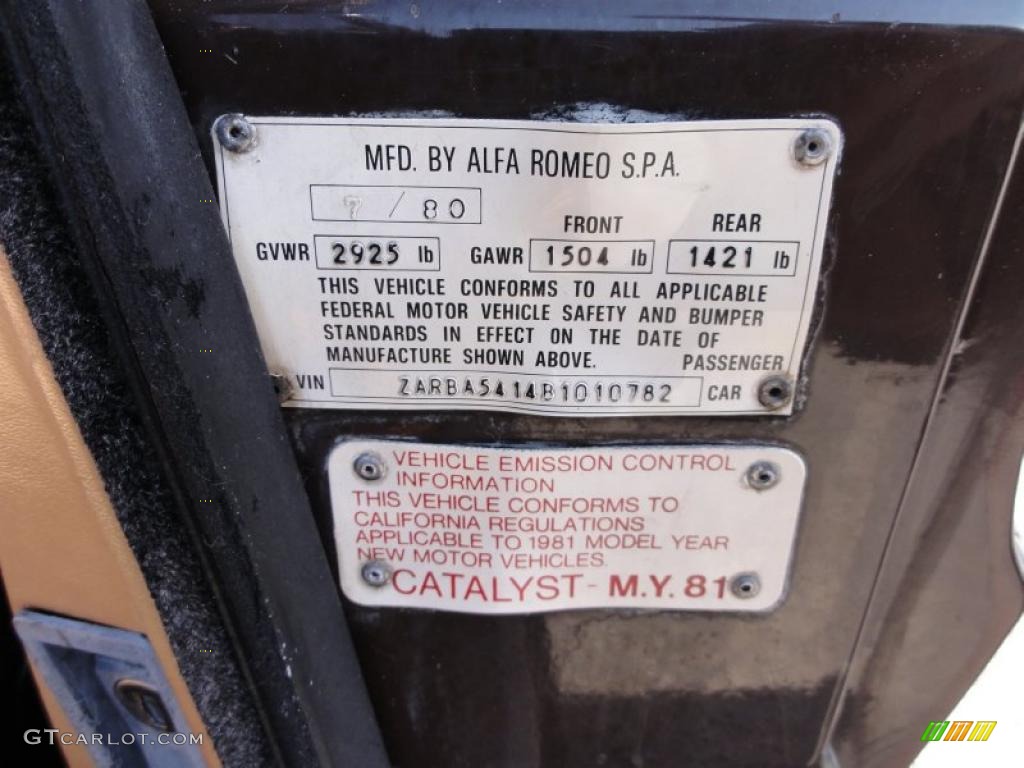 MFD. BY ALFA ROMEO S.P.A.
7 / 80
FRONT REAR
GVWR 2925 lb GAWR 1504 lb 1421 lb
THIS VEHICLE CONFORMS TO ALL APPLICABLE
FEDERAL MOTOR VEHICLE SAFETY AND BUMPER
STANDARDS IN EFFECT ON THE DATE OF
MANUFACTURE SHOWN ABOVE. PASSENGER
VIN ZARBA5414B1010782 CAR
VEHICLE EMISSION CONTROL
INFORMATION
THIS VEHICLE CONFORMS TO
CALIFORNIA REGULATIONS
APPLICABLE TO 1981 MODEL YEAR
NEW MOTOR VEHICLES.
CATALYST - M.Y. 81
GTCARLOT.COM